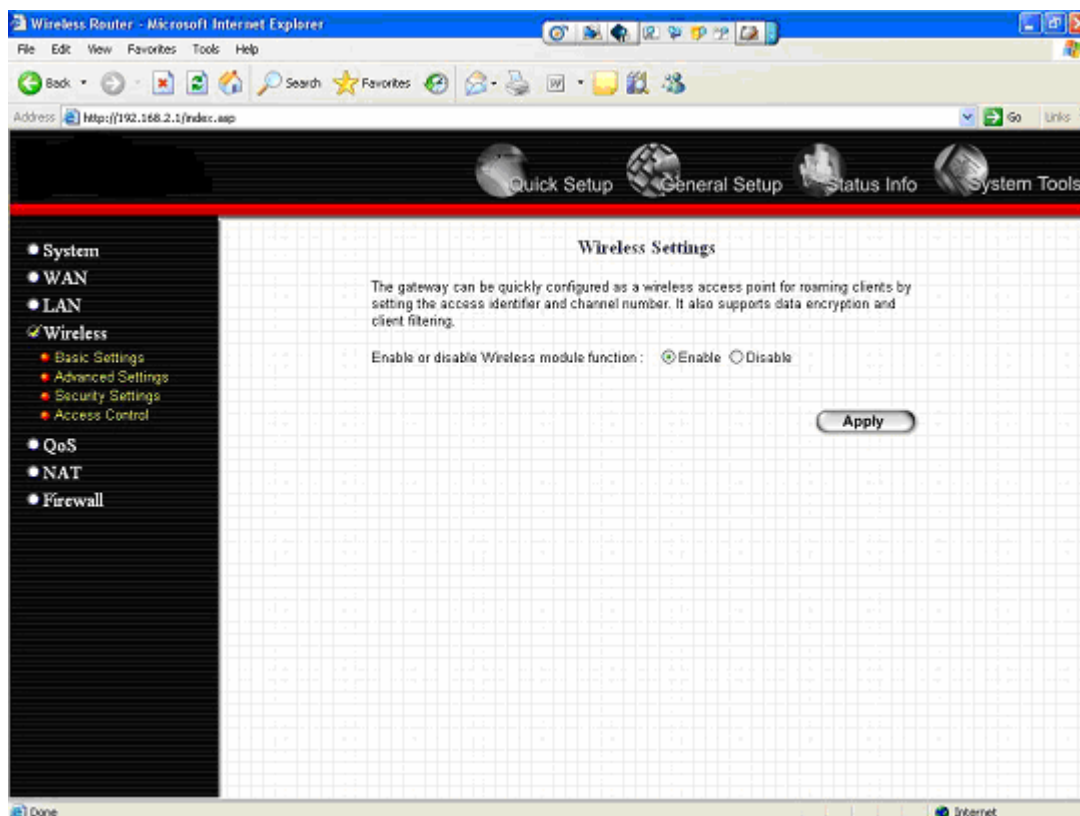 Wireless Router - Microsoft Internet Explorer
File Edit View Favorites Tools Help
Back Search Favorites
Address http://192.168.2.1/index.asp Go Links
Quick Setup General Setup Status Info System Tools
System
WAN
LAN
Wireless
Basic Settings
Advanced Settings
Security Settings
Access Control
QoS
NAT
Firewall
Wireless Settings
The gateway can be quickly configured as a wireless access point for roaming clients by
setting the access identifier and channel number. It also supports data encryption and
client filtering.
Enable or disable Wireless module function : Enable Disable
Apply
Done Internet